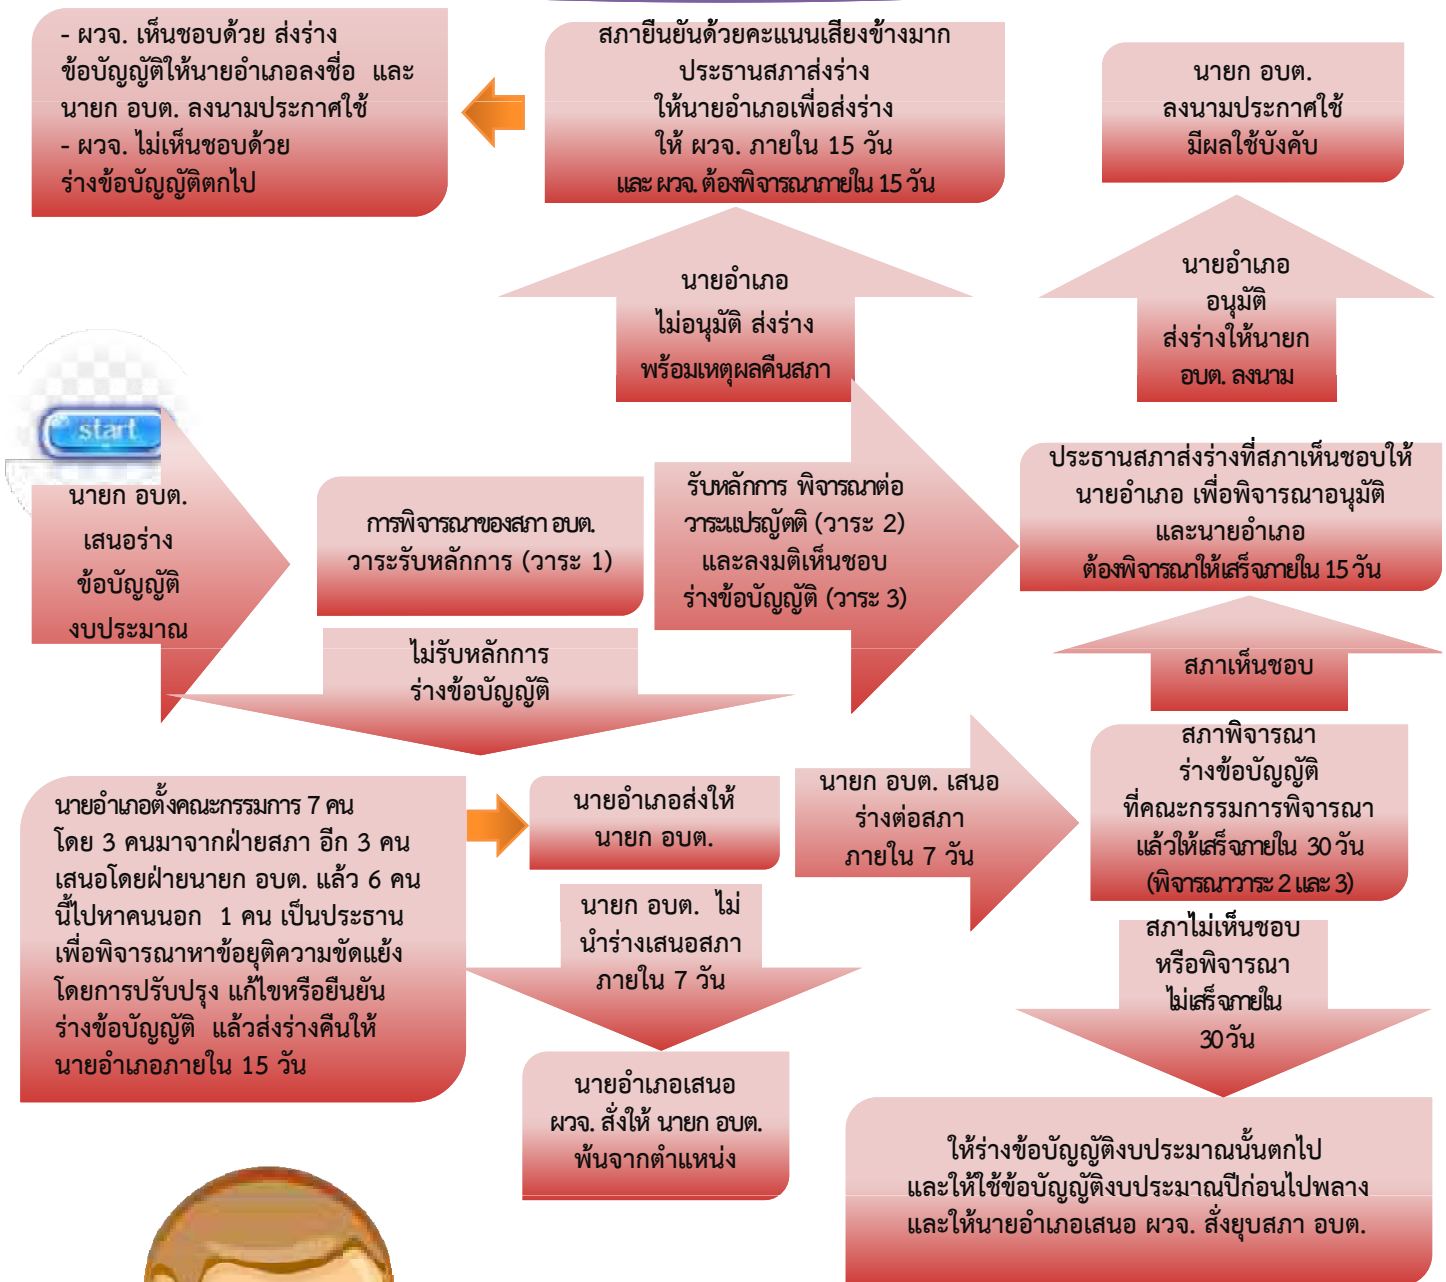 - ผวจ. เห็นชอบด้วย ส่งร่าง
ข้อบัญญัติให้นายอำเภอลงชื่อ และ
นายก อบต. ลงนามประกาศใช้
- ผวจ. ไม่เห็นชอบด้วย
ร่างข้อบัญญัติตกไป
สภายืนยันด้วยคะแนนเสียงข้างมาก
ประธานสภาส่งร่าง
ให้นายอำเภอเพื่อส่งร่าง
ให้ ผวจ. ภายใน 15 วัน
และ ผวจ. ต้องพิจารณาภายใน 15 วัน
นายก อบต.
ลงนามประกาศใช้
มีผลใช้บังคับ
นายอำเภอ
ไม่อนุมัติ ส่งร่าง
พร้อมเหตุผลคืนสภา
นายอำเภอ
อนุมัติ
ส่งร่างให้นายก
อบต. ลงนาม
start
นายก อบต.
เสนอร่าง
ข้อบัญญัติ
งบประมาณ
การพิจารณาของสภา อบต.
วาระรับหลักการ (วาระ 1)
รับหลักการ พิจารณาต่อ
วาระแปรญัตติ (วาระ 2)
และลงมติเห็นชอบ
ร่างข้อบัญญัติ (วาระ 3)
ประธานสภาส่งร่างที่สภาเห็นชอบให้
นายอำเภอ เพื่อพิจารณาอนุมัติ
และนายอำเภอ
ต้องพิจารณาให้เสร็จภายใน 15 วัน
ไม่รับหลักการ
ร่างข้อบัญญัติ
สภาเห็นชอบ
นายอำเภอตั้งคณะกรรมการ 7 คน
โดย 3 คนมาจากฝ่ายสภา อีก 3 คน
เสนอโดยฝ่ายนายก อบต. แล้ว 6 คน
นี้ไปหาคนนอก 1 คน เป็นประธาน
เพื่อพิจารณาหาข้อยุติความขัดแย้ง
โดยการปรับปรุง แก้ไขหรือยืนยัน
ร่างข้อบัญญัติ แล้วส่งร่างคืนให้
นายอำเภอภายใน 15 วัน
นายอำเภอส่งให้
นายก อบต.
นายก อบต. เสนอ
ร่างต่อสภา
ภายใน 7 วัน
สภาพิจารณา
ร่างข้อบัญญัติ
ที่คณะกรรมการพิจารณา
แล้วให้เสร็จภายใน 30 วัน
(พิจารณาวาระ 2 และ 3)
นายก อบต. ไม่
นำร่างเสนอสภา
ภายใน 7 วัน
สภาไม่เห็นชอบ
หรือพิจารณา
ไม่เสร็จภายใน
30 วัน
นายอำเภอเสนอ
ผวจ. สั่งให้ นายก อบต.
พ้นจากตำแหน่ง
ให้ร่างข้อบัญญัติงบประมาณนั้นตกไป
และให้ใช้ข้อบัญญัติงบประมาณปีก่อนไปพลาง
และให้นายอำเภอเสนอ ผวจ. สั่งยุบสภา อบต.